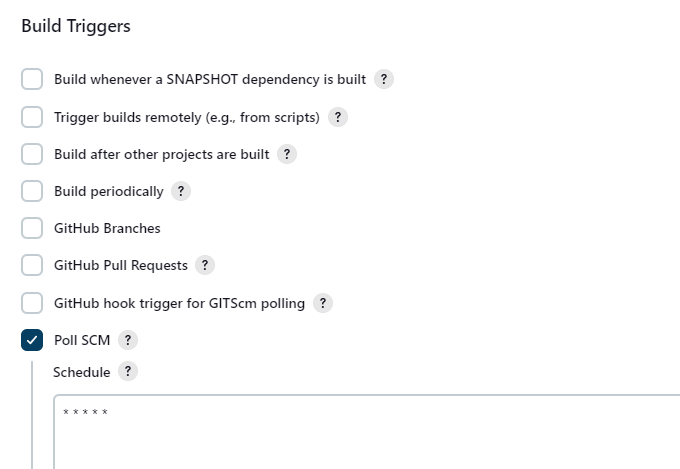 Build Triggers
Build whenever a SNAPSHOT dependency is built ?
Trigger builds remotely (e.g., from scripts) ?
Build after other projects are built ?
Build periodically ?
GitHub Branches
GitHub Pull Requests ?
GitHub hook trigger for GITScm polling ?
Poll SCM ?
Schedule ?
* * * * *